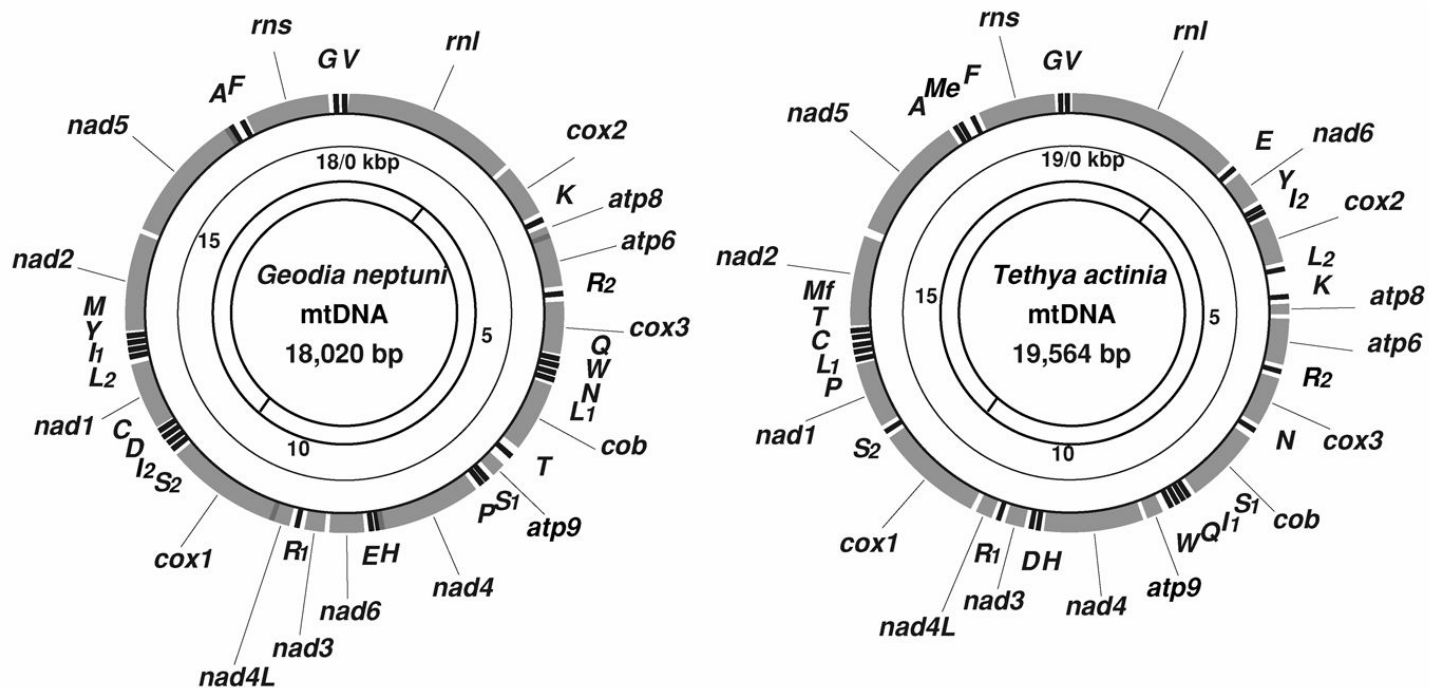 rns
G V
rnl
A F
nad5
cox2
K
atp8
atp6
R2
cox3
Q
W
N
L1
cob
T
atp9
S1
P
nad4
H
E
nad6
nad3
R1
nad4L
cox1
S2
I2
D
C
nad1
L2
I1
Y
M
nad2
18/0 kbp
15
5
10
Geodia neptuni
mtDNA
18,020 bp
rns
GV
rnl
A Me F
nad5
E
nad6
Y
I2
cox2
L2
K
atp8
atp6
R2
cox3
N
cob
S1
I1
Q
W
atp9
nad4
H
D
nad3
R1
nad4L
cox1
S2
nad1
P
L1
C
T
Mf
nad2
19/0 kbp
15
5
10
Tethya actinia
mtDNA
19,564 bp